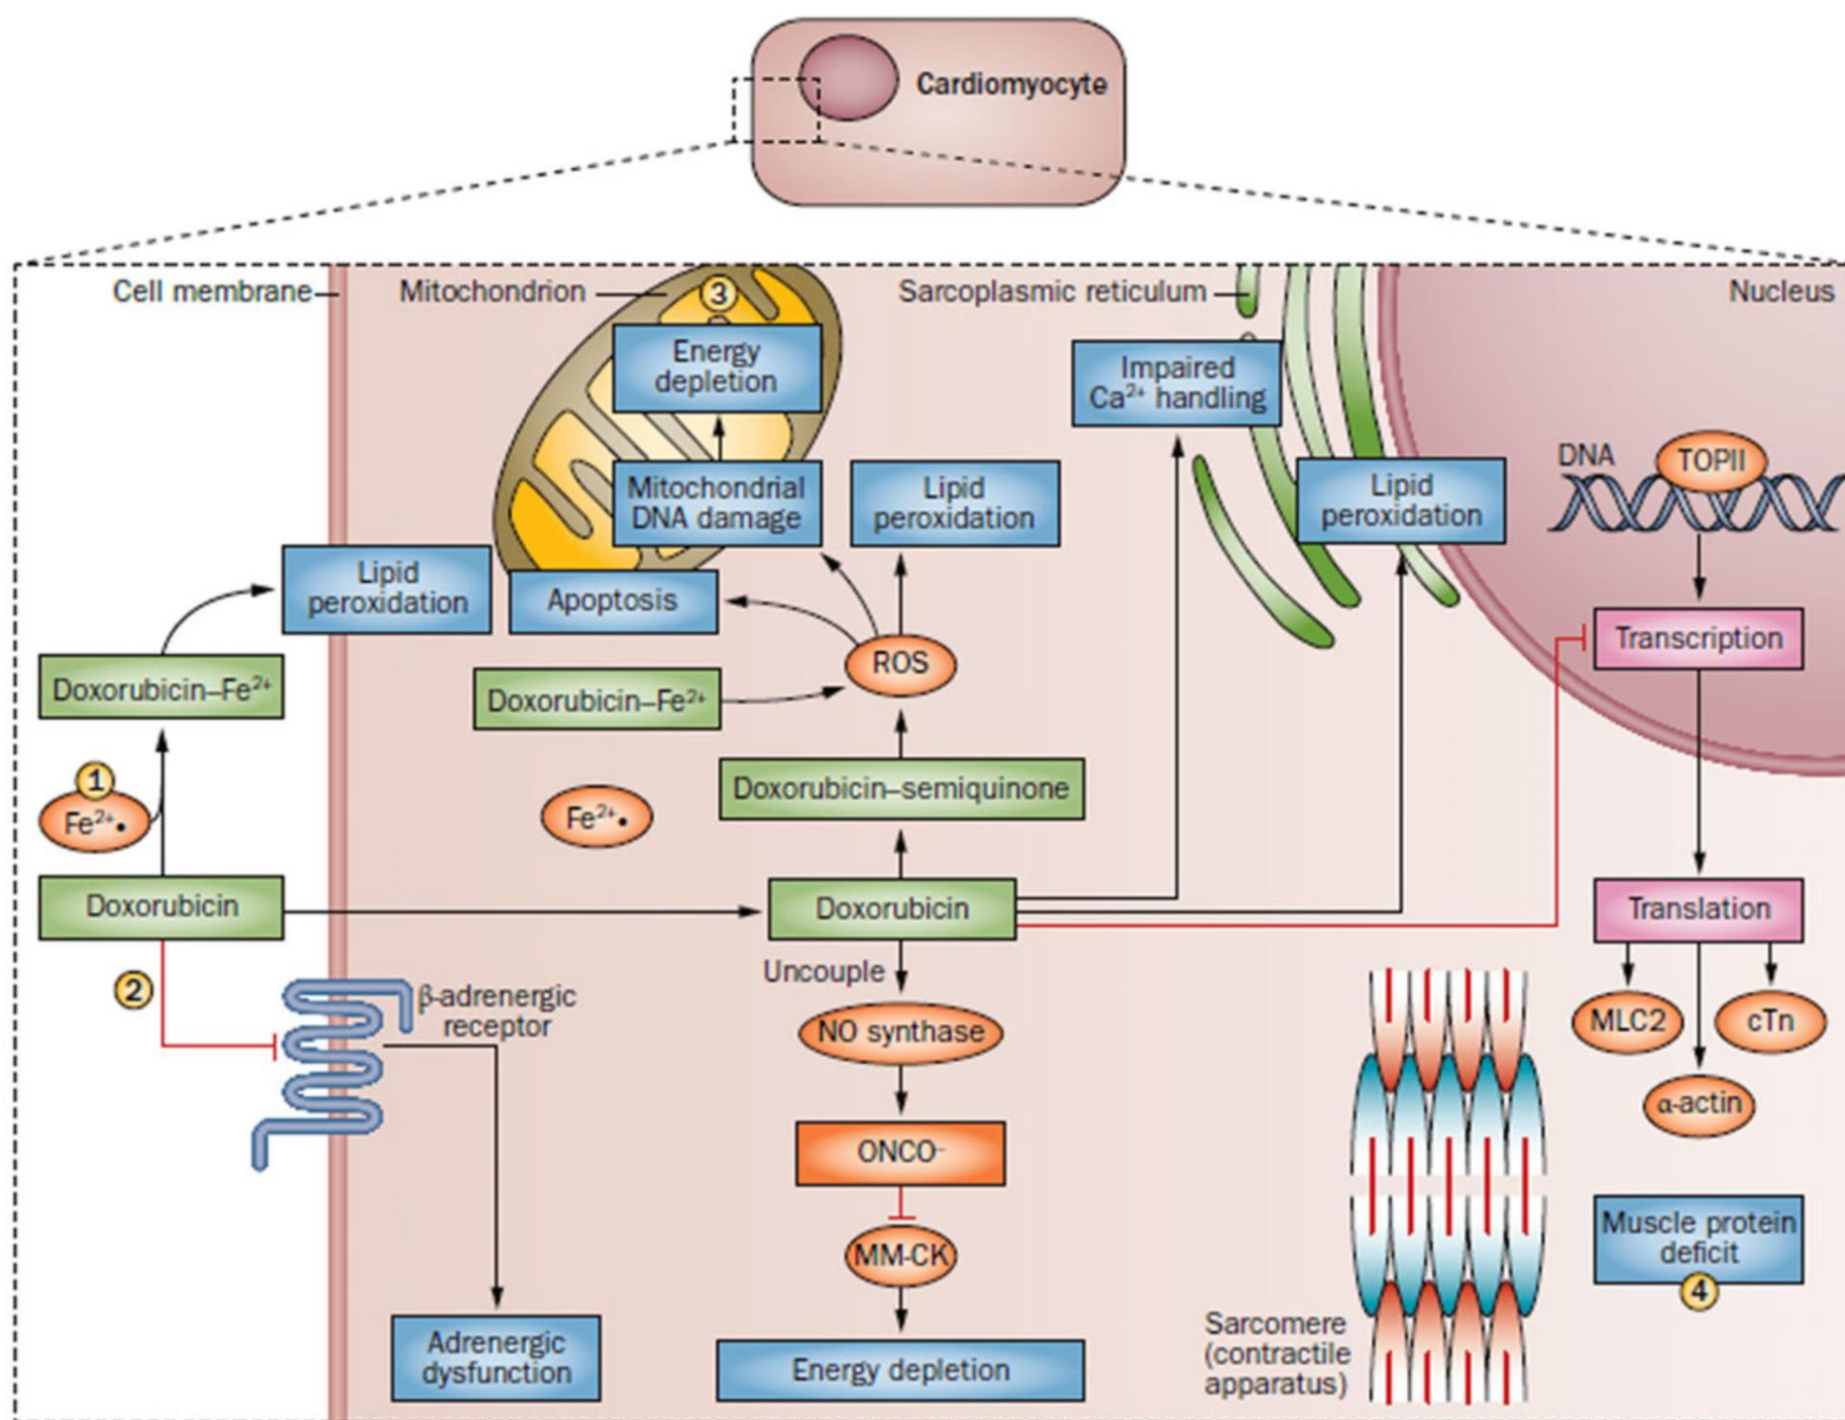 Cardiomyocyte
Cell membrane
Mitochondrion
Sarcoplasmic reticulum
Nucleus
3
Energy
depletion
Impaired
Ca²⁺ handling
Mitochondrial
DNA damage
Lipid
peroxidation
Lipid
peroxidation
DNA
TOPII
Lipid
peroxidation
Apoptosis
Transcription
ROS
Doxorubicin–Fe²⁺
Doxorubicin–Fe²⁺
1
Fe²⁺•
Fe²⁺•
Doxorubicin–semiquinone
Doxorubicin
Doxorubicin
Translation
Uncouple
2
β-adrenergic
receptor
NO synthase
MLC2
cTn
α-actin
ONCO⁻
MM-CK
Muscle protein
deficit
4
Adrenergic
dysfunction
Energy depletion
Sarcomere
(contractile
apparatus)